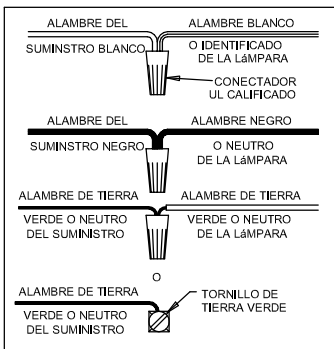 ALAMBRE DEL
ALAMBRE BLANCO
SUMINSTRO BLANCO
O IDENTIFICADO
DE LA LáMPARA
CONECTADOR
UL CALIFICADO
ALAMBRE DEL
ALAMBRE NEGRO
SUMINSTRO NEGRO
O NEUTRO
DE LA LáMPARA
ALAMBRE DE TIERRA
ALAMBRE DE TIERRA
VERDE O NEUTRO
DEL SUMINISTRO
VERDE O NEUTRO
DE LA LáMPARA
O
ALAMBRE DE TIERRA
VERDE O NEUTRO
DEL SUMINISTRO
TORNILLO DE
TIERRA VERDE